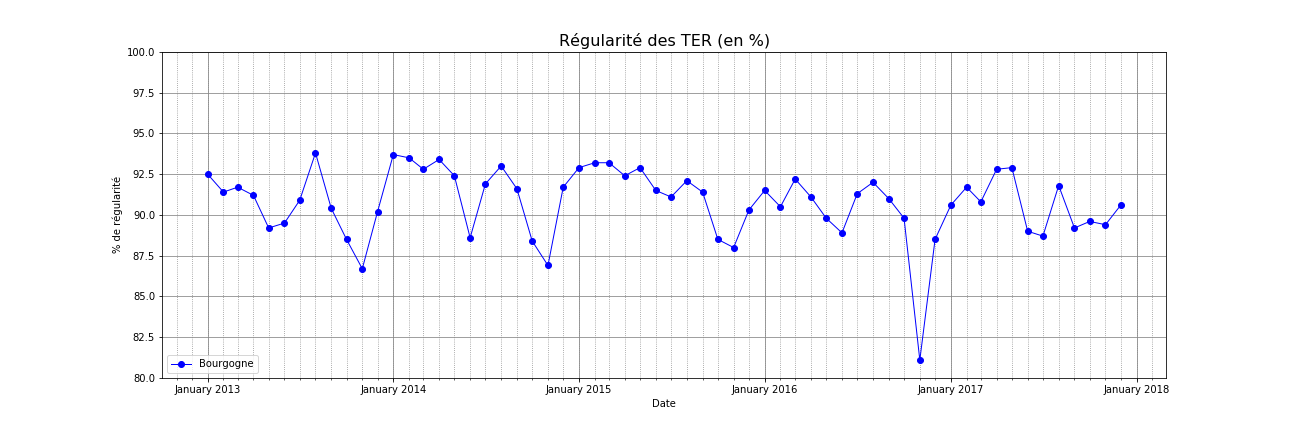 Régularité des TER (en %)
100.0
97.5
95.0
92.5
90.0
87.5
85.0
82.5
80.0
% de régularité
Bourgogne
January 2013
January 2014
January 2015
January 2016
January 2017
January 2018
Date